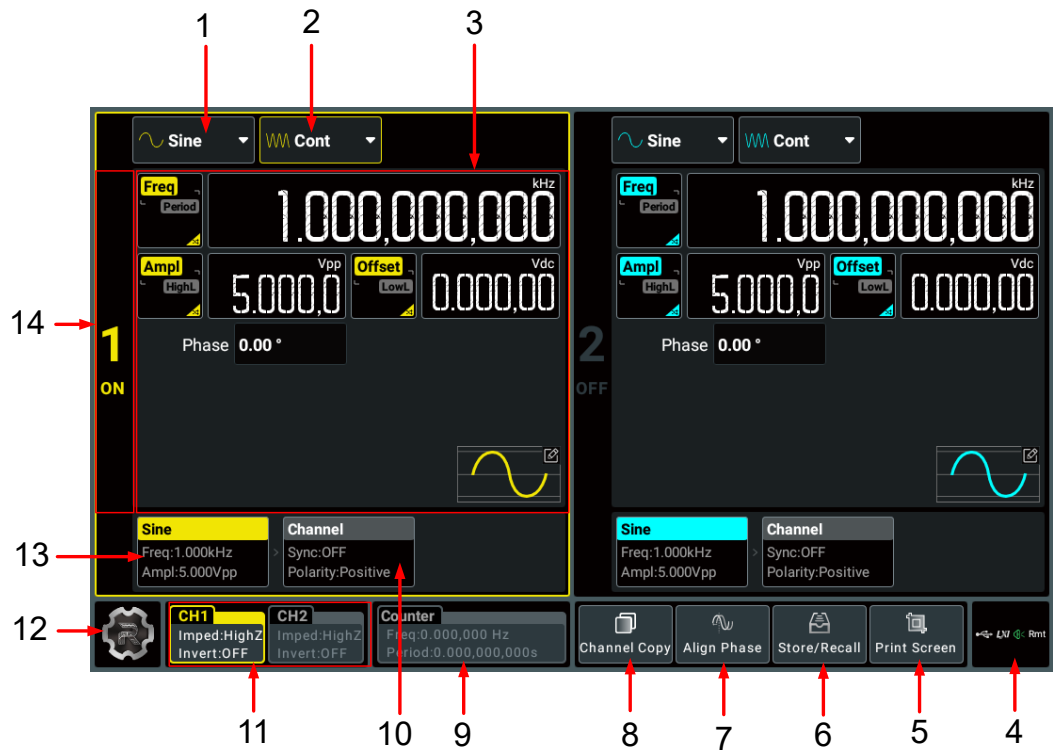 1 2 3
Sine Cont Sine Cont
Freq kHz Freq kHz
Period 1.000,000,000 Period 1.000,000,000
Ampl Vpp Offset Vdc Ampl Vpp Offset Vdc
HighL 5.000,0 LowL 0.000,00 HighL 5.000,0 LowL 0.000,00
14
1 Phase 0.00 ° 2 Phase 0.00 °
ON OFF
Sine Channel Sine Channel
13 Freq:1.000kHz Sync:OFF Freq:1.000kHz Sync:OFF
Ampl:5.000Vpp Polarity:Positive Ampl:5.000Vpp Polarity:Positive
CH1 CH2 Counter
12 R Imped:HighZ Imped:HighZ Freq:0.000,000 Hz LXI Rmt
Invert:OFF Invert:OFF Period:0.000,000,000s Channel Copy Align Phase Store/Recall Print Screen
11 10 9 8 7 6 5 4